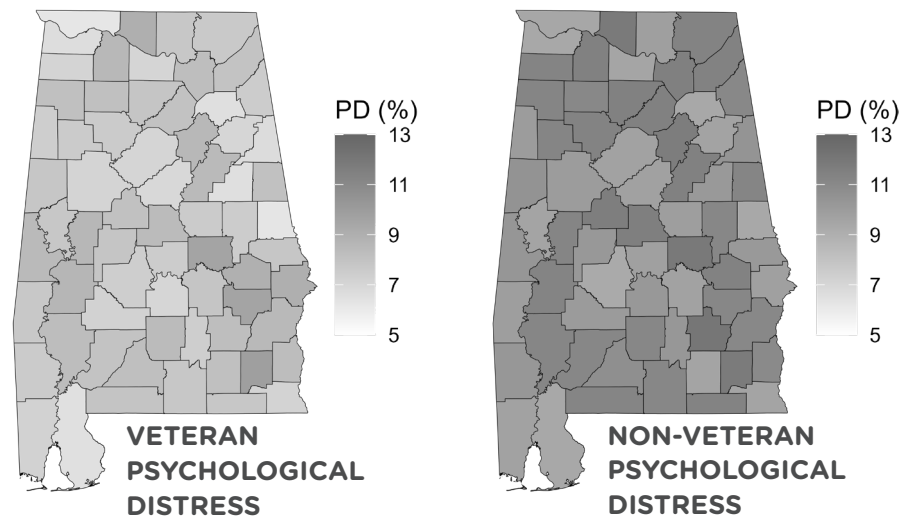 PD (%)
13
11
9
7
5
VETERAN
PSYCHOLOGICAL
DISTRESS
PD (%)
13
11
9
7
5
NON-VETERAN
PSYCHOLOGICAL
DISTRESS